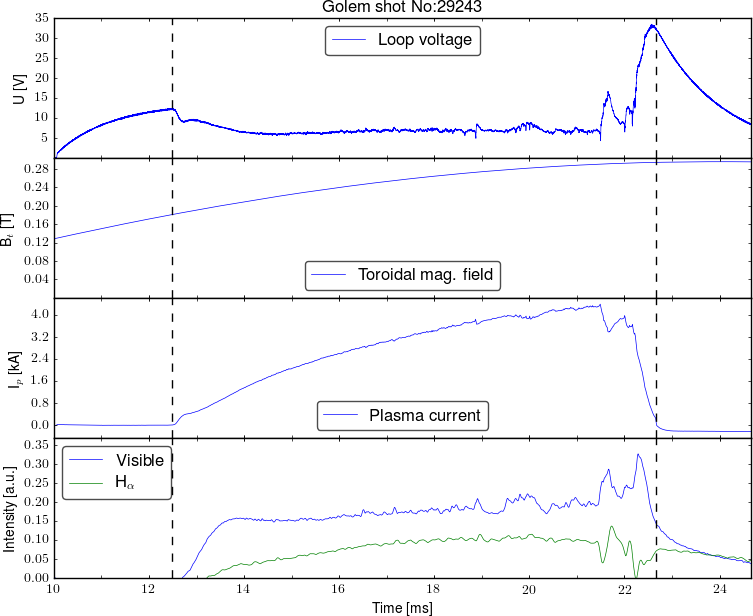 Golem shot No:29243
35
30
25
20
15
10
5
U [V]
Loop voltage
0.28
0.24
0.20
0.16
0.12
0.08
0.04
Bₜ [T]
Toroidal mag. field
4.0
3.2
2.4
1.6
0.8
0.0
Iₚ [kA]
Plasma current
0.35
0.30
0.25
0.20
0.15
0.10
0.05
0.00
Intensity [a.u.]
Visible
Hα
10 12 14 16 18 20 22 24
Time [ms]